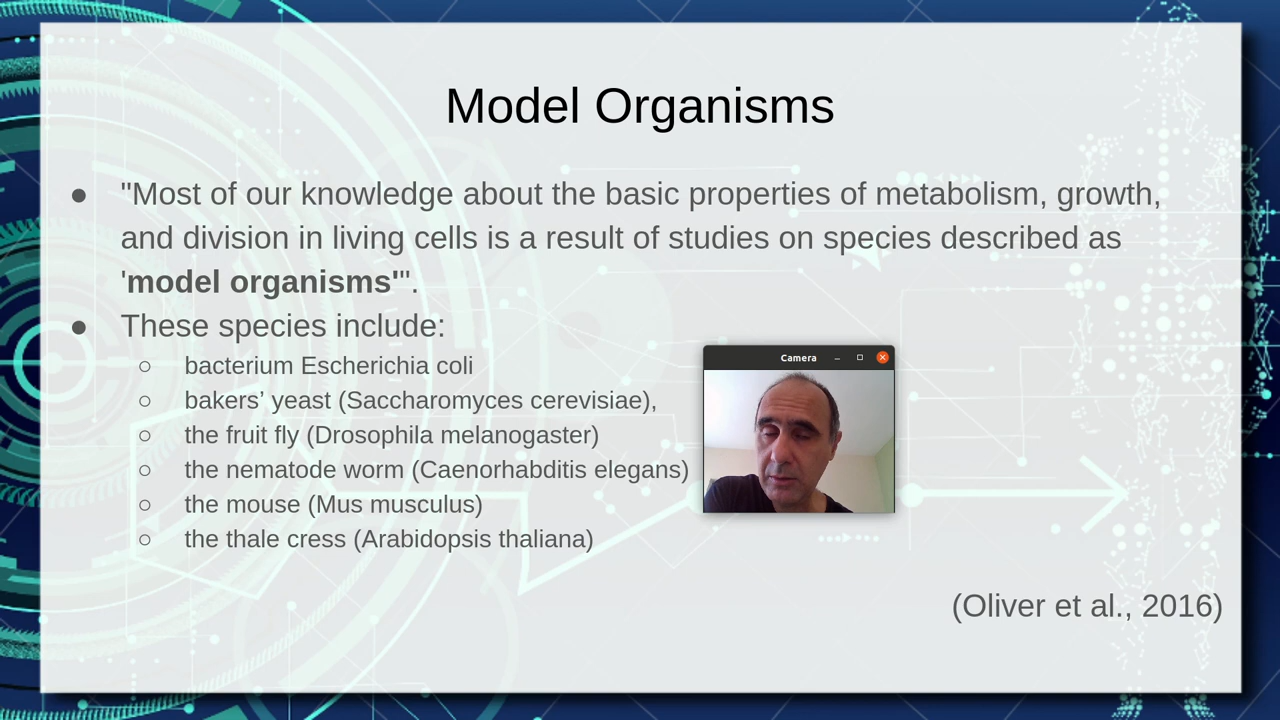 Model Organisms
● "Most of our knowledge about the basic properties of metabolism, growth,
and division in living cells is a result of studies on species described as
'model organisms'".
● These species include:
○ bacterium Escherichia coli
○ bakers’ yeast (Saccharomyces cerevisiae),
○ the fruit fly (Drosophila melanogaster)
○ the nematode worm (Caenorhabditis elegans)
○ the mouse (Mus musculus)
○ the thale cress (Arabidopsis thaliana)
Camera
(Oliver et al., 2016)